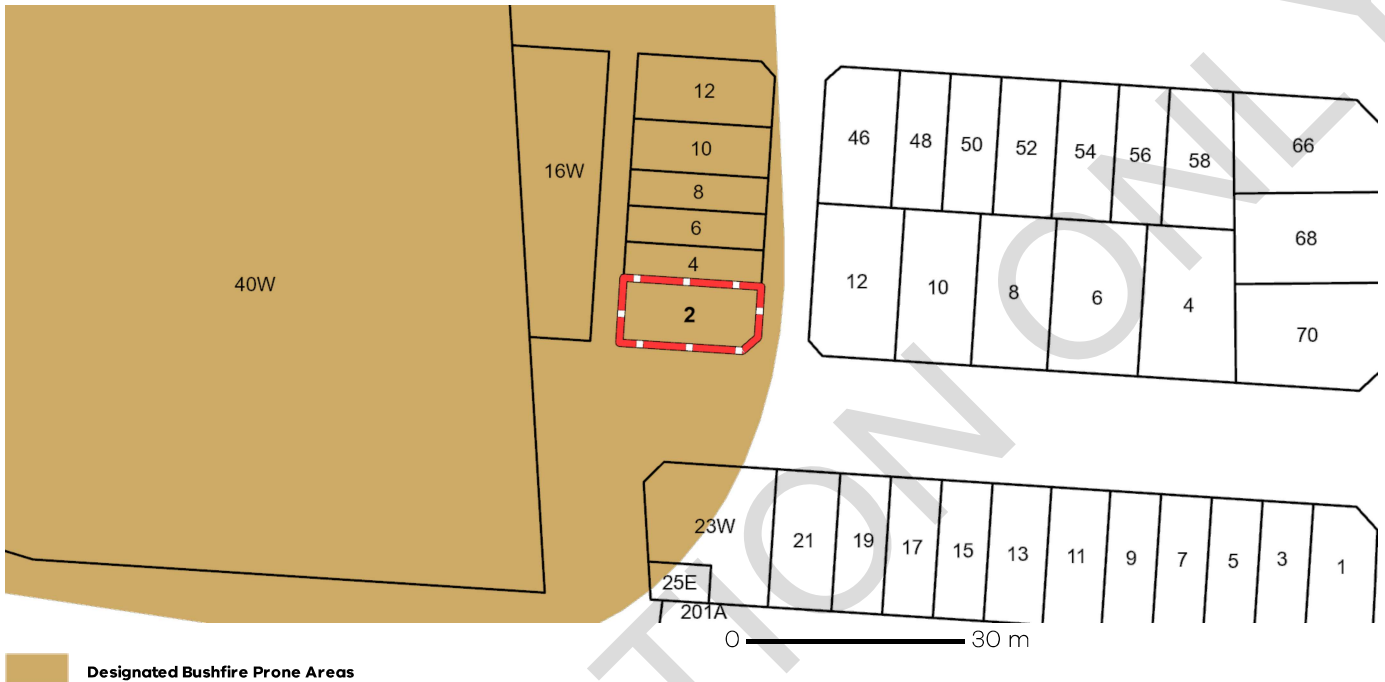 12
46 48 50 52 54 56 58 66
10
16W
8
6
68
4
40W
12 10 8 6 4
2
70
23W 21 19 17 15 13 11 9 7 5 3 1
25E
201A
0 30 m
Designated Bushfire Prone Areas
TION ONLY